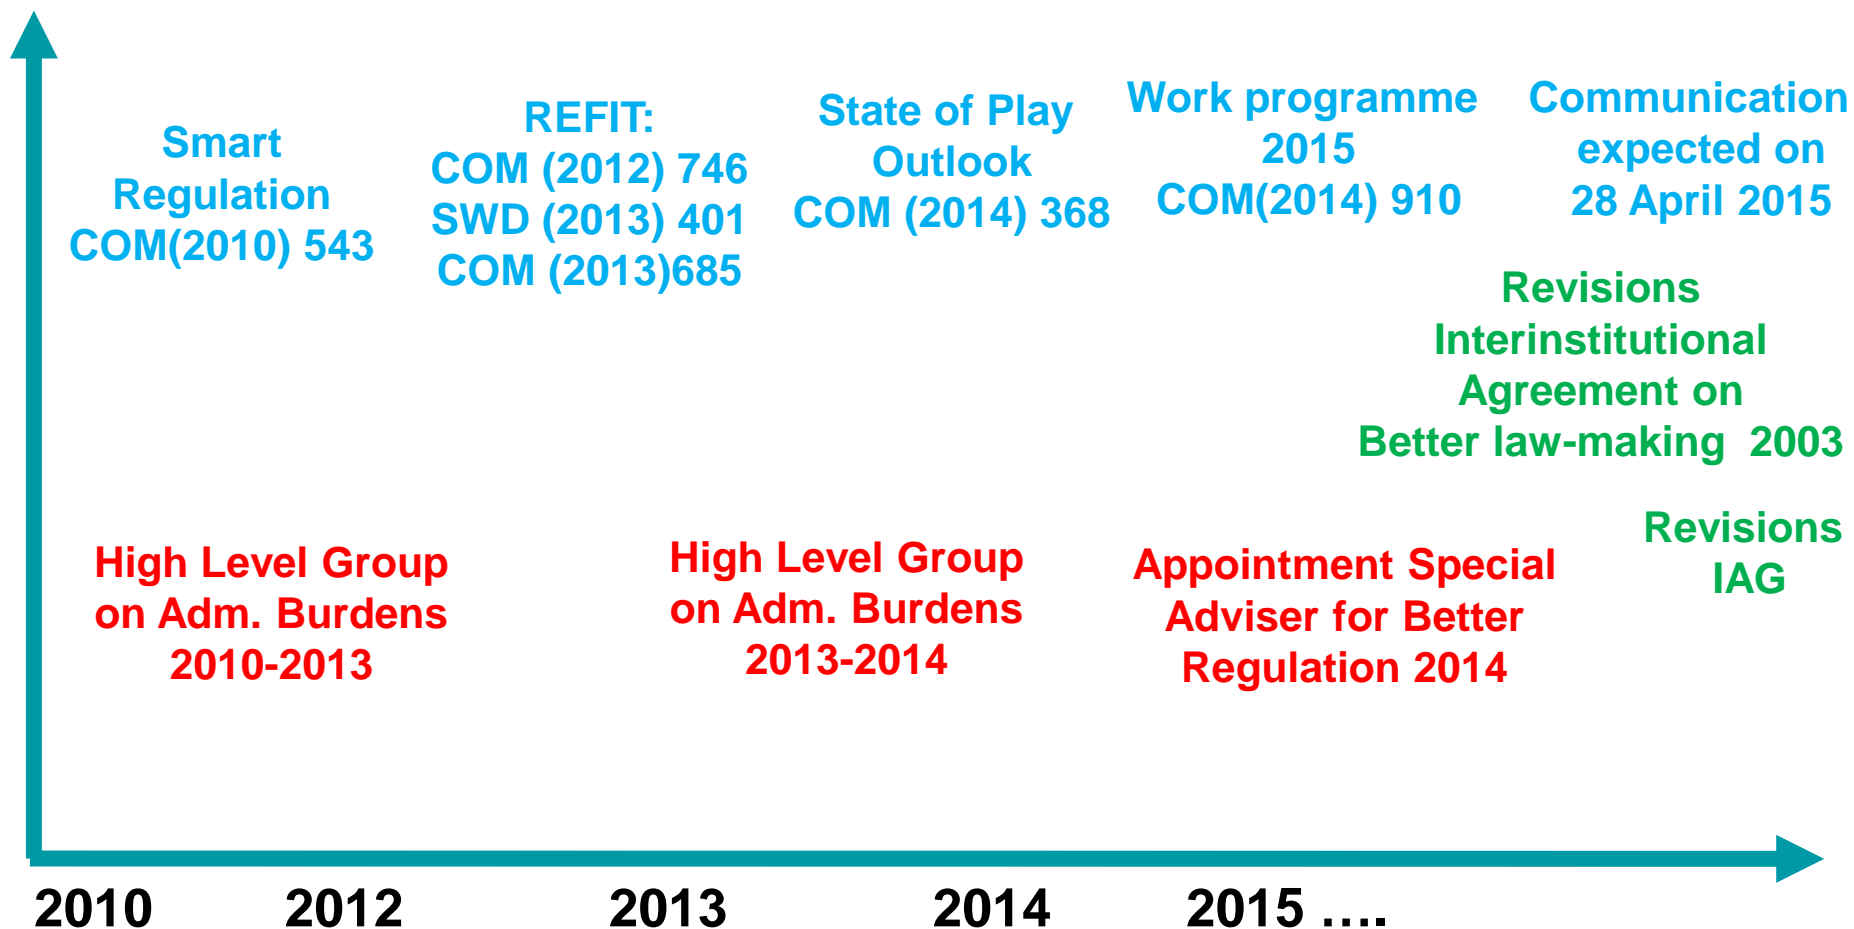 Smart
Regulation
COM(2010) 543
REFIT:
COM (2012) 746
SWD (2013) 401
COM (2013)685
State of Play
Outlook
COM (2014) 368
Work programme
2015
COM(2014) 910
Communication
expected on
28 April 2015
Revisions
Interinstitutional
Agreement on
Better law-making 2003
Revisions
IAG
High Level Group
on Adm. Burdens
2010-2013
High Level Group
on Adm. Burdens
2013-2014
Appointment Special
Adviser for Better
Regulation 2014
2010 2012 2013 2014 2015 ....